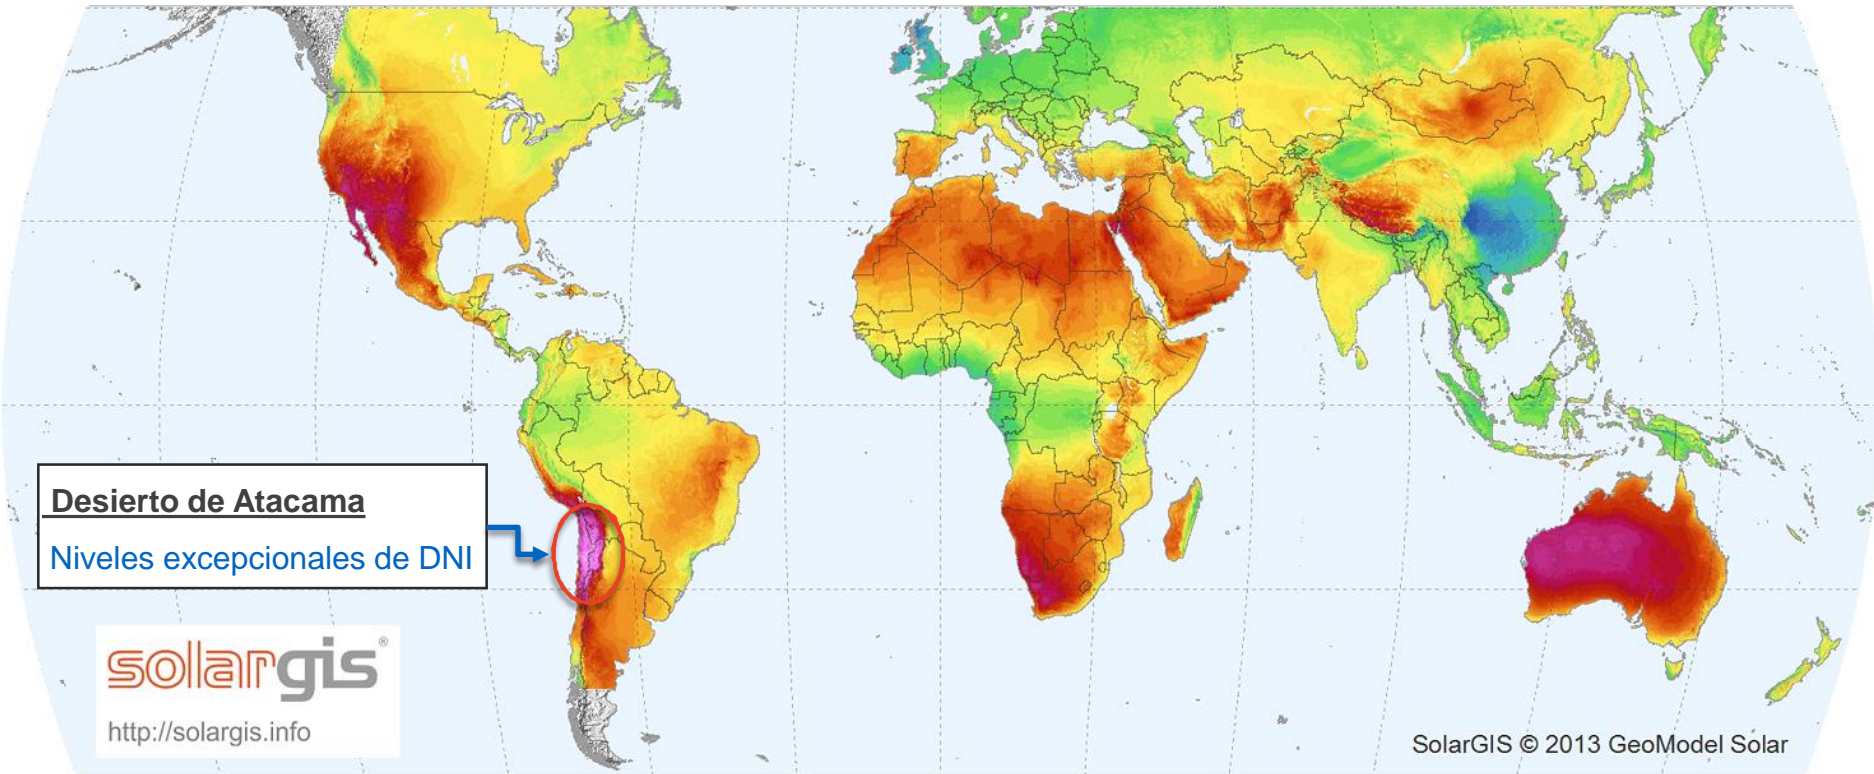 Desierto de Atacama
Niveles excepcionales de DNI
solargis®
http://solargis.info
SolarGIS © 2013 GeoModel Solar